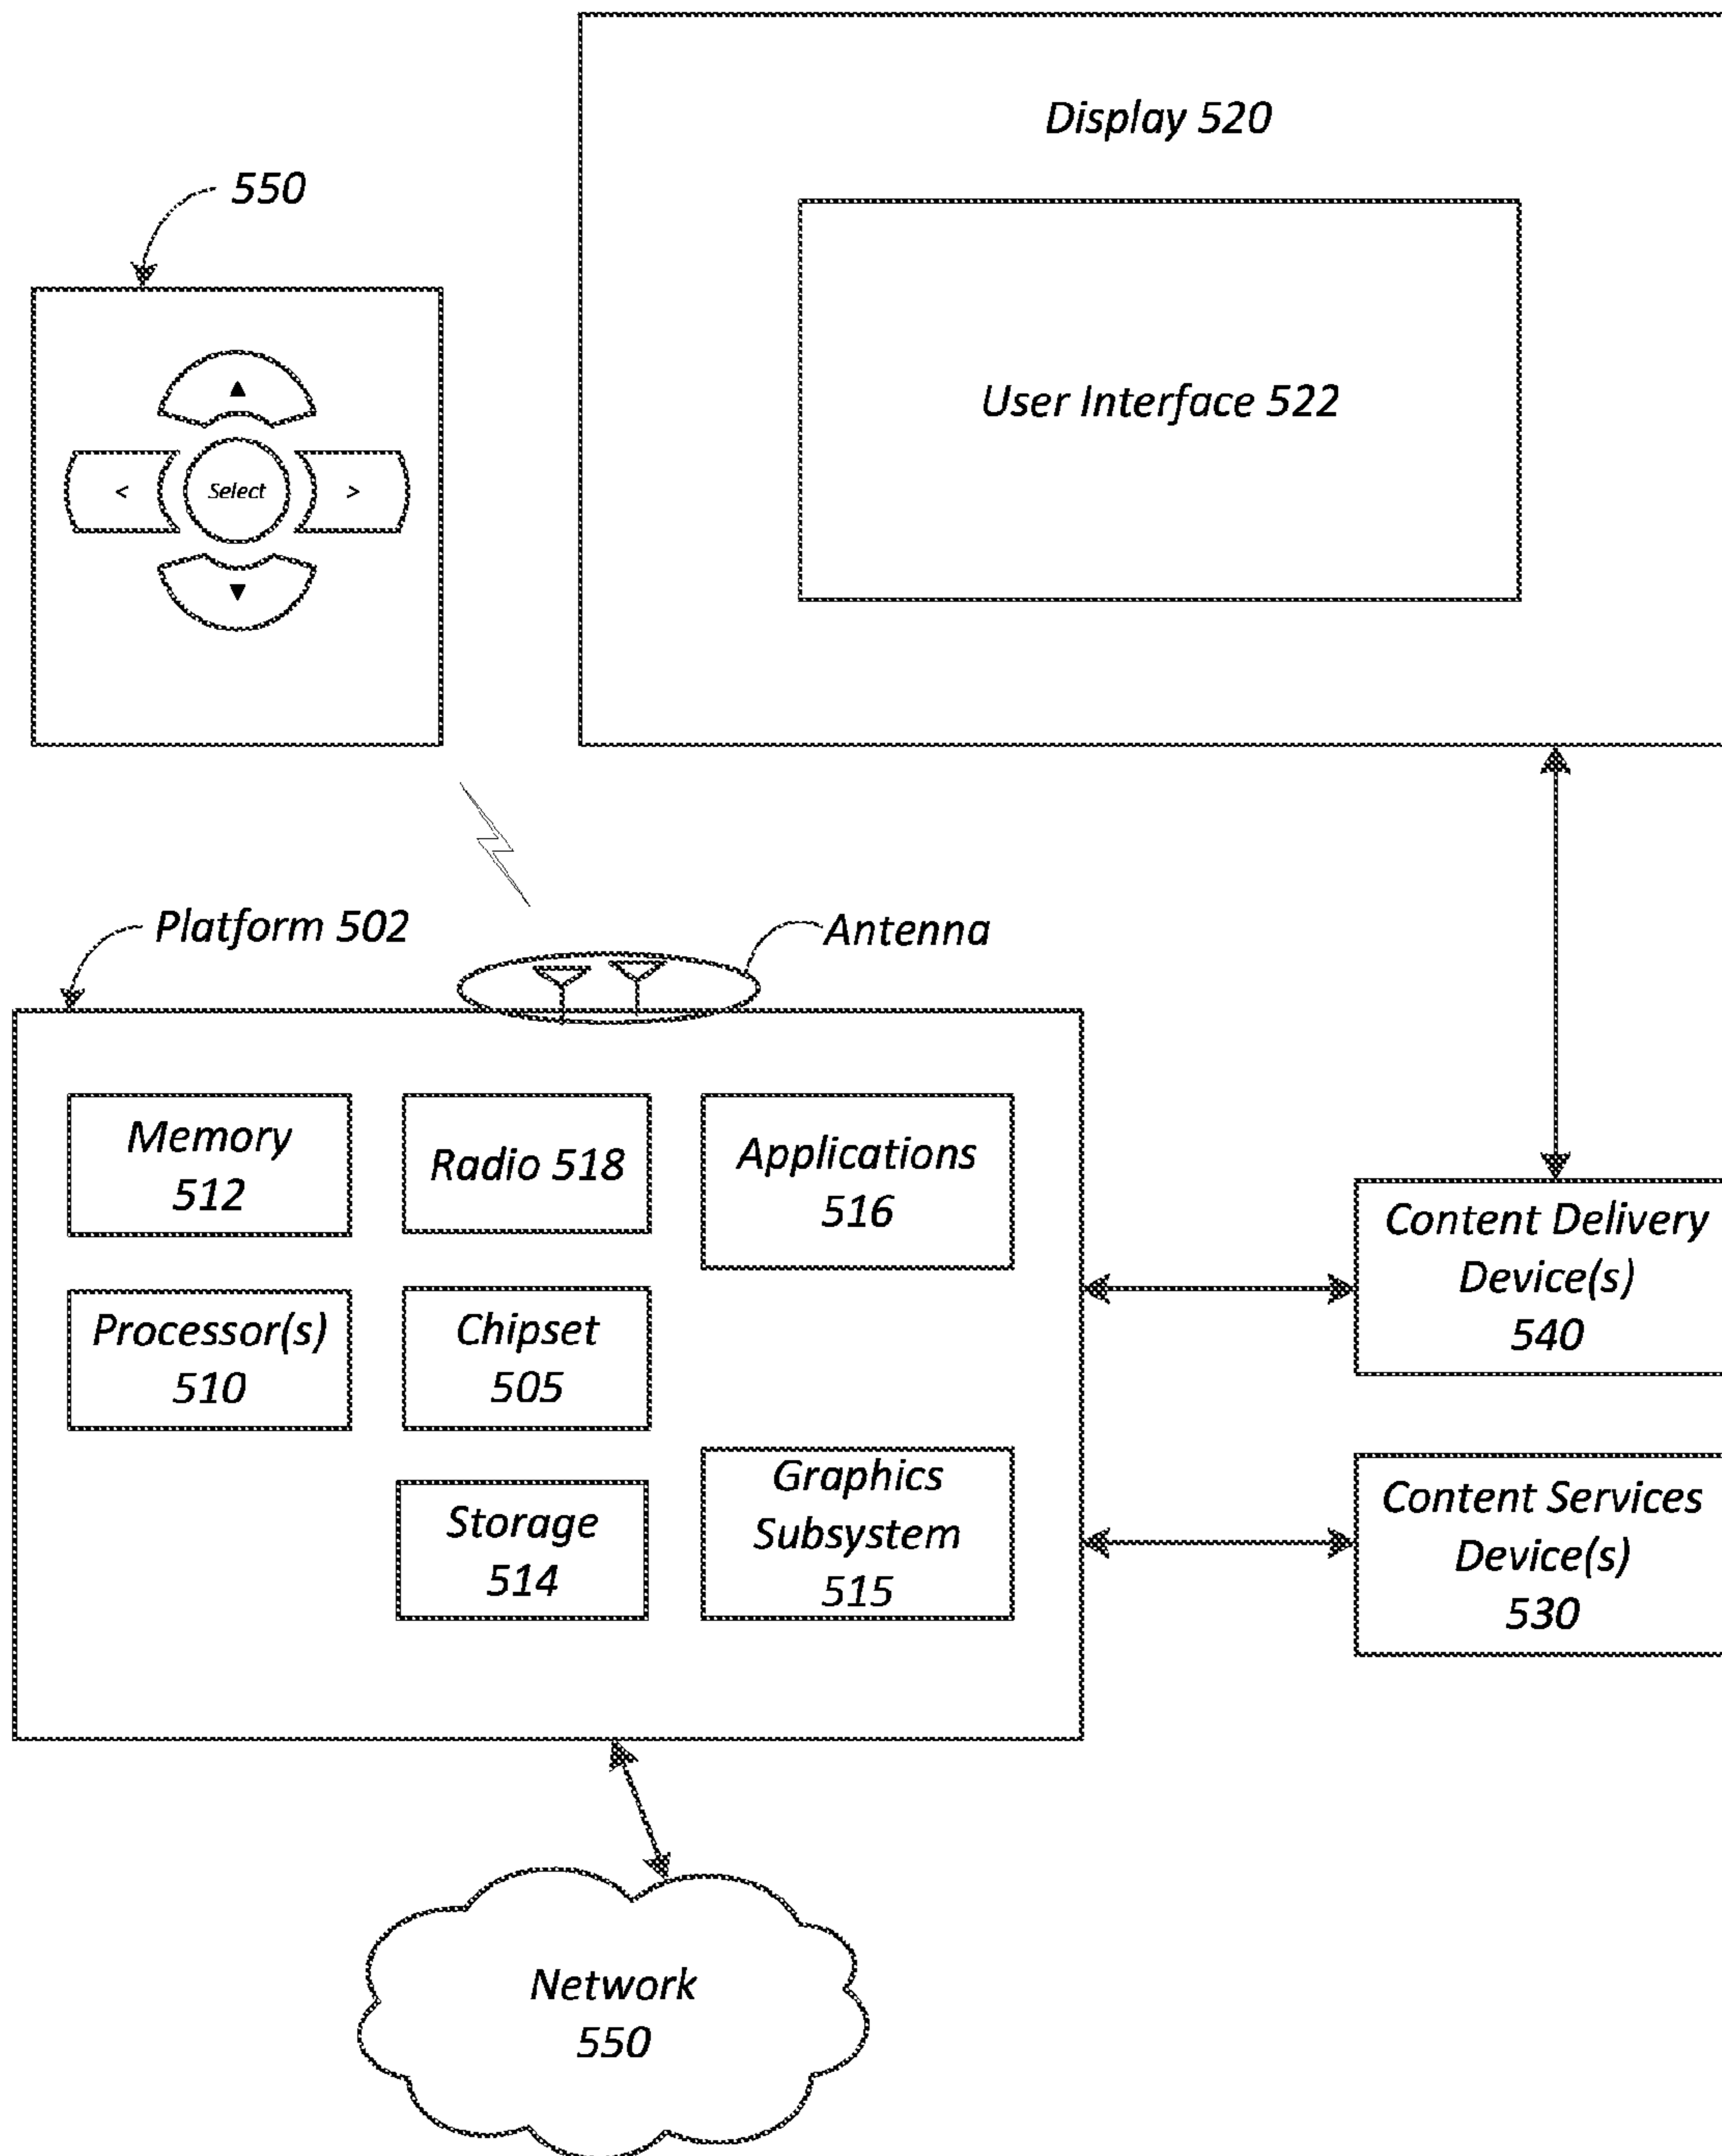 Display 520
550
User Interface 522
▲
<
Select
>
▼
Platform 502
Antenna
Memory
512
Radio 518
Applications
516
Processor(s)
510
Chipset
505
Storage
514
Graphics
Subsystem
515
Content Delivery
Device(s)
540
Content Services
Device(s)
530
Network
550